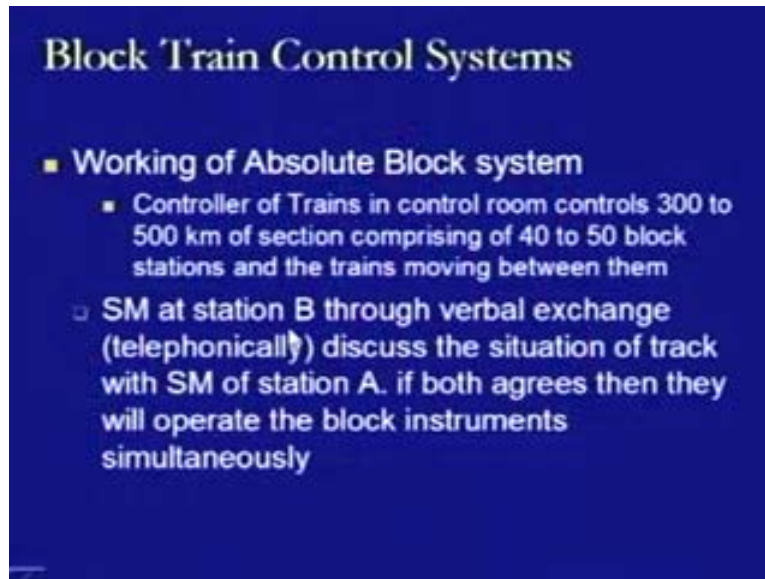 Block Train Control Systems
Working of Absolute Block system
Controller of Trains in control room controls 300 to
500 km of section comprising of 40 to 50 block
stations and the trains moving between them
SM at station B through verbal exchange
(telephonically) discuss the situation of track
with SM of station A. if both agrees then they
will operate the block instruments
simultaneously